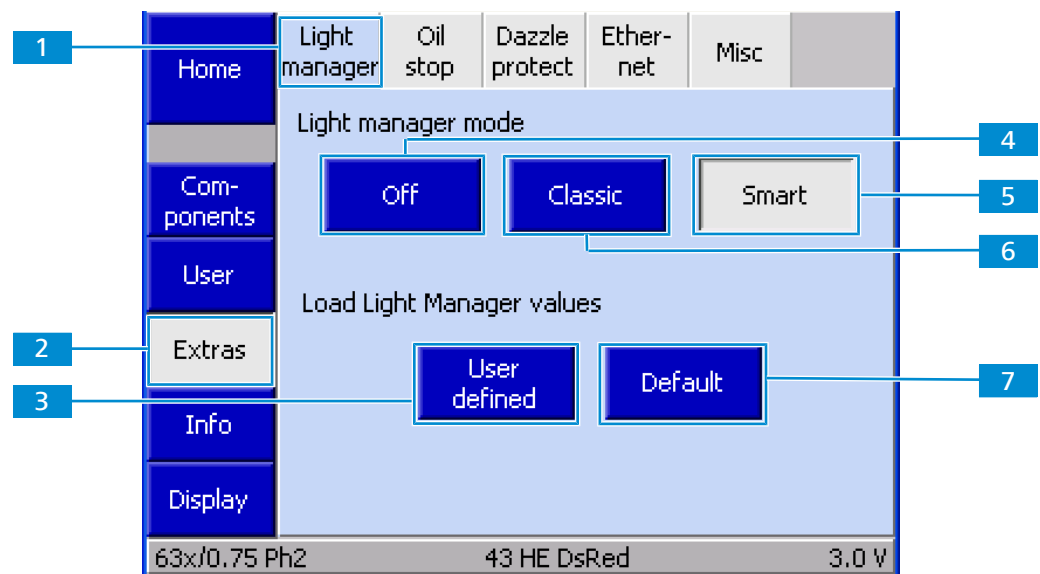 1
Home
Light
manager
Oil
stop
Dazzle
protect
Ether-
net
Misc
Light manager mode
4
Com-
ponents
Off
Classic
Smart
5
6
User
Load Light Manager values
2
Extras
User
defined
Default
7
3
Info
Display
63x/0.75 Ph2 43 HE DsRed 3.0 V